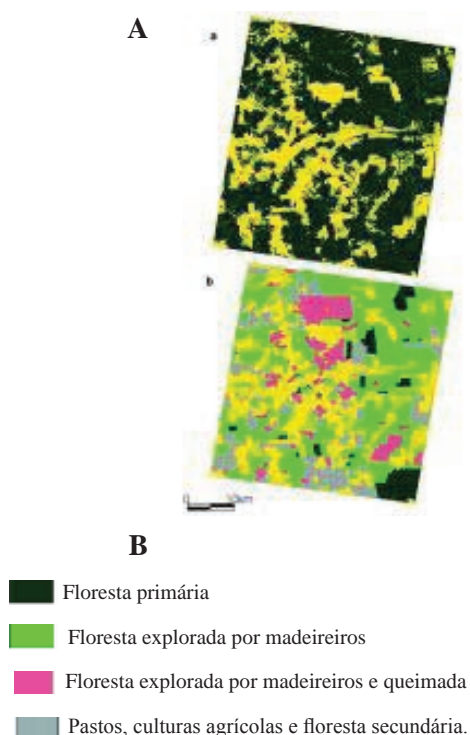 A
a
b
B
Floresta primária
Floresta explorada por madeireiros
Floresta explorada por madeireiros e queimada
Pastos, culturas agrícolas e floresta secundária.